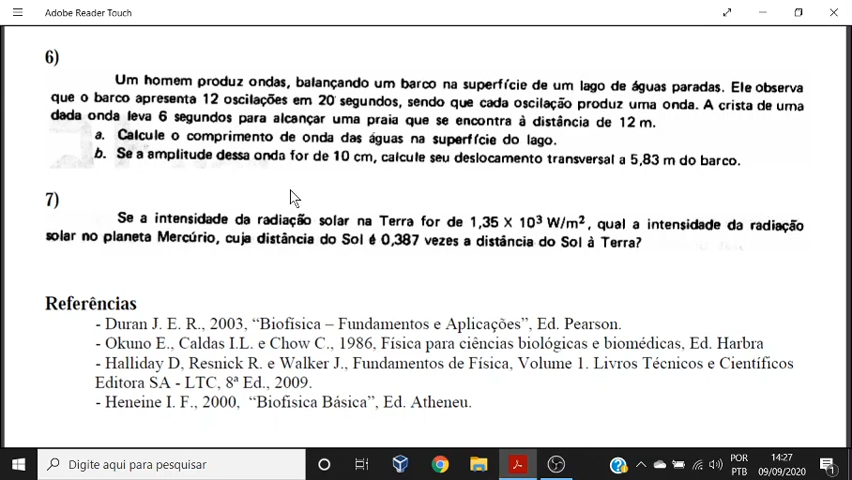 Adobe Reader Touch
6)
Um homem produz ondas, balançando um barco na superfície de um lago de águas paradas. Ele observa
que o barco apresenta 12 oscilações em 20 segundos, sendo que cada oscilação produz uma onda. A crista de uma
dada onda leva 6 segundos para alcançar uma praia que se encontra à distância de 12 m.
a. Calcule o comprimento de onda das águas na superfície do lago.
b. Se a amplitude dessa onda for de 10 cm, calcule seu deslocamento transversal a 5,83 m do barco.
7)
Se a intensidade da radiação solar na Terra for de 1,35 X 10³ W/m², qual a intensidade da radiação
solar no planeta Mercúrio, cuja distância do Sol é 0,387 vezes a distância do Sol à Terra?
Referências
- Duran J. E. R., 2003, “Biofísica – Fundamentos e Aplicações”, Ed. Pearson.
- Okuno E., Caldas I.L. e Chow C., 1986, Física para ciências biológicas e biomédicas, Ed. Harbra
- Halliday D, Resnick R. e Walker J., Fundamentos de Física, Volume 1. Livros Técnicos e Científicos
Editora SA - LTC, 8ª Ed., 2009.
- Heneine I. F., 2000, “Biofisica Básica”, Ed. Atheneu.
Digite aqui para pesquisar
POR
PTB
14:27
09/09/2020
1